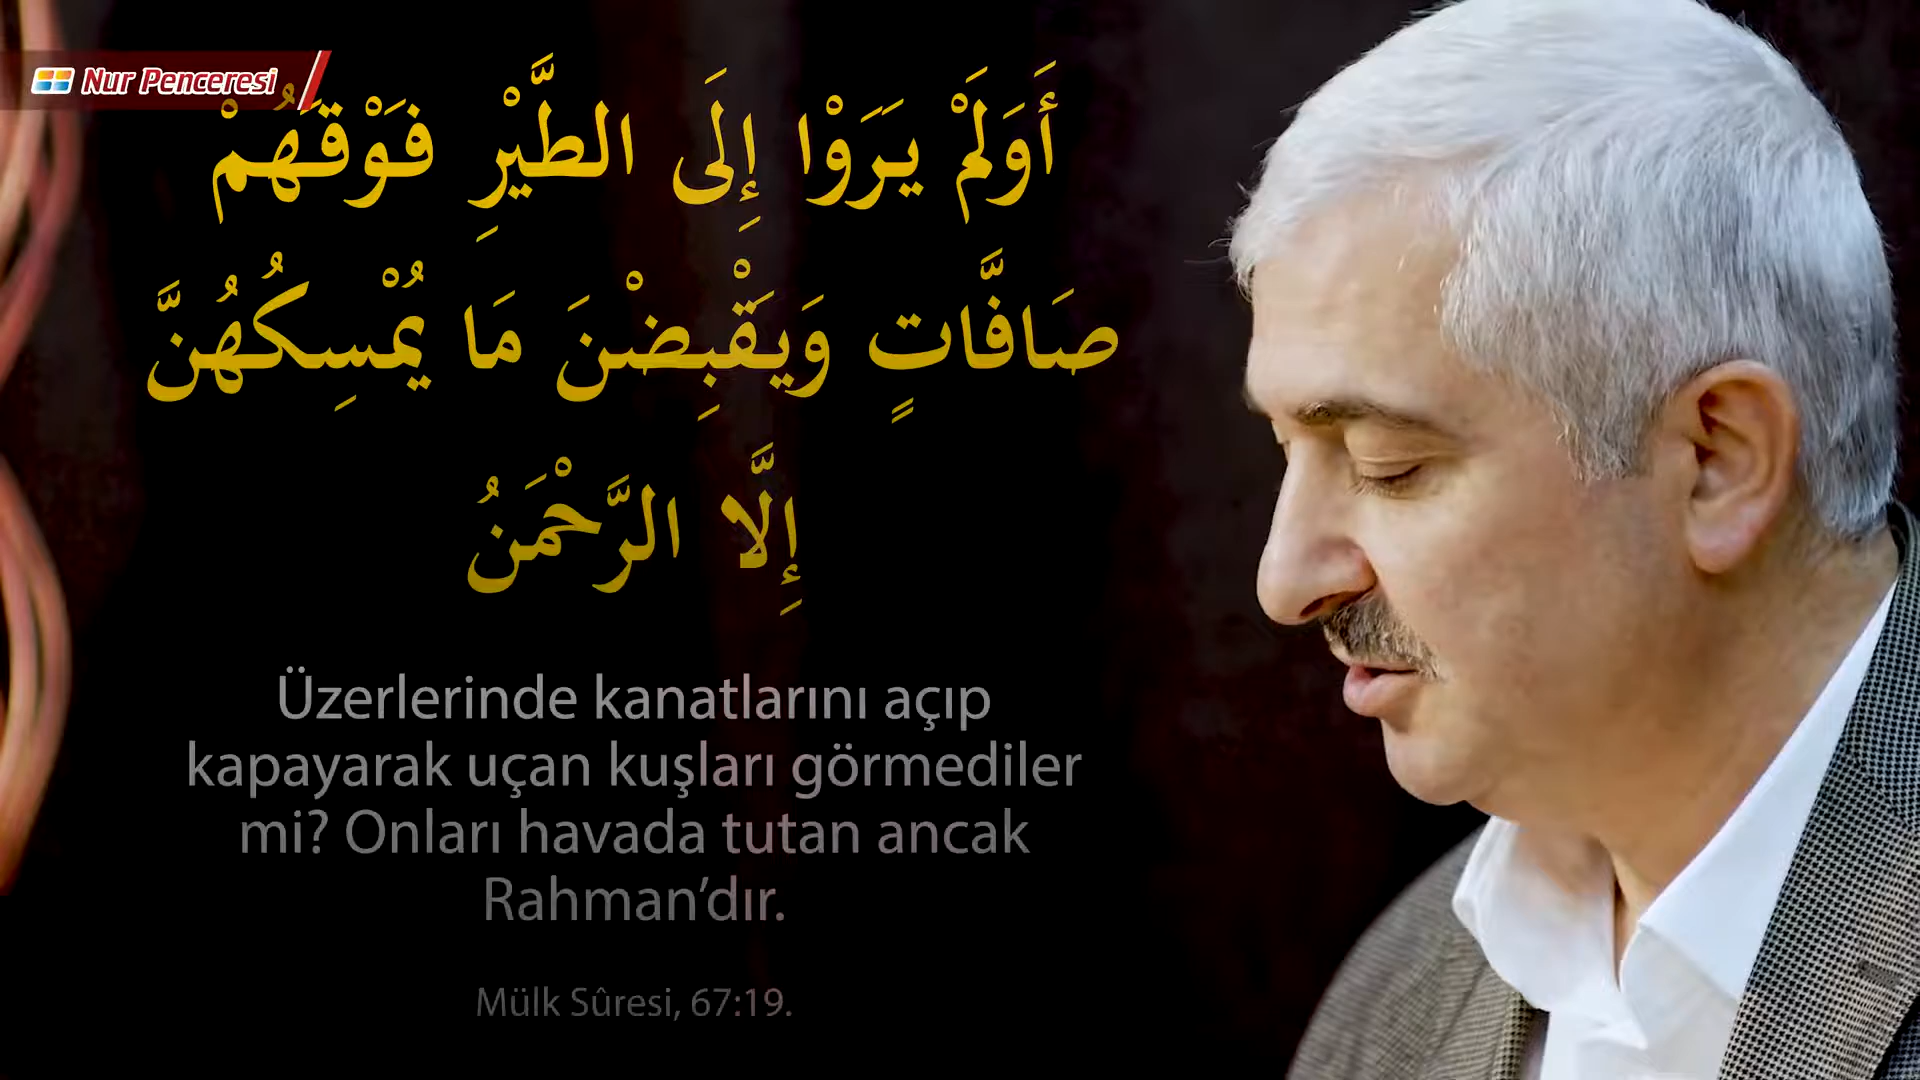 Nur Penceresi
أَوَلَمْ يَرَوْا إِلَى الطَّيْرِ فَوْقَهُمْ
صَافَّاتٍ وَيَقْبِضْنَ مَا يُمْسِكُهُنَّ
إِلَّا الرَّحْمَنُ
Üzerlerinde kanatlarını açıp
kapayarak uçan kuşları görmediler
mi? Onları havada tutan ancak
Rahman’dır.
Mülk Sûresi, 67:19.